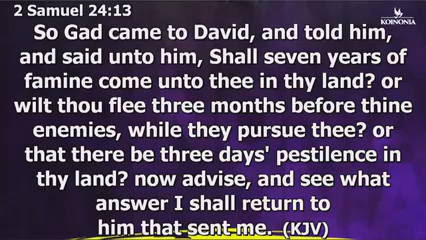 2 Samuel 24:13
KOINONIA
So Gad came to David, and told him,
and said unto him, Shall seven years of
famine come unto thee in thy land? or
wilt thou flee three months before thine
enemies, while they pursue thee? or
that there be three days' pestilence in
thy land? now advise, and see what
answer I shall return to
him that sent me. (KJV)